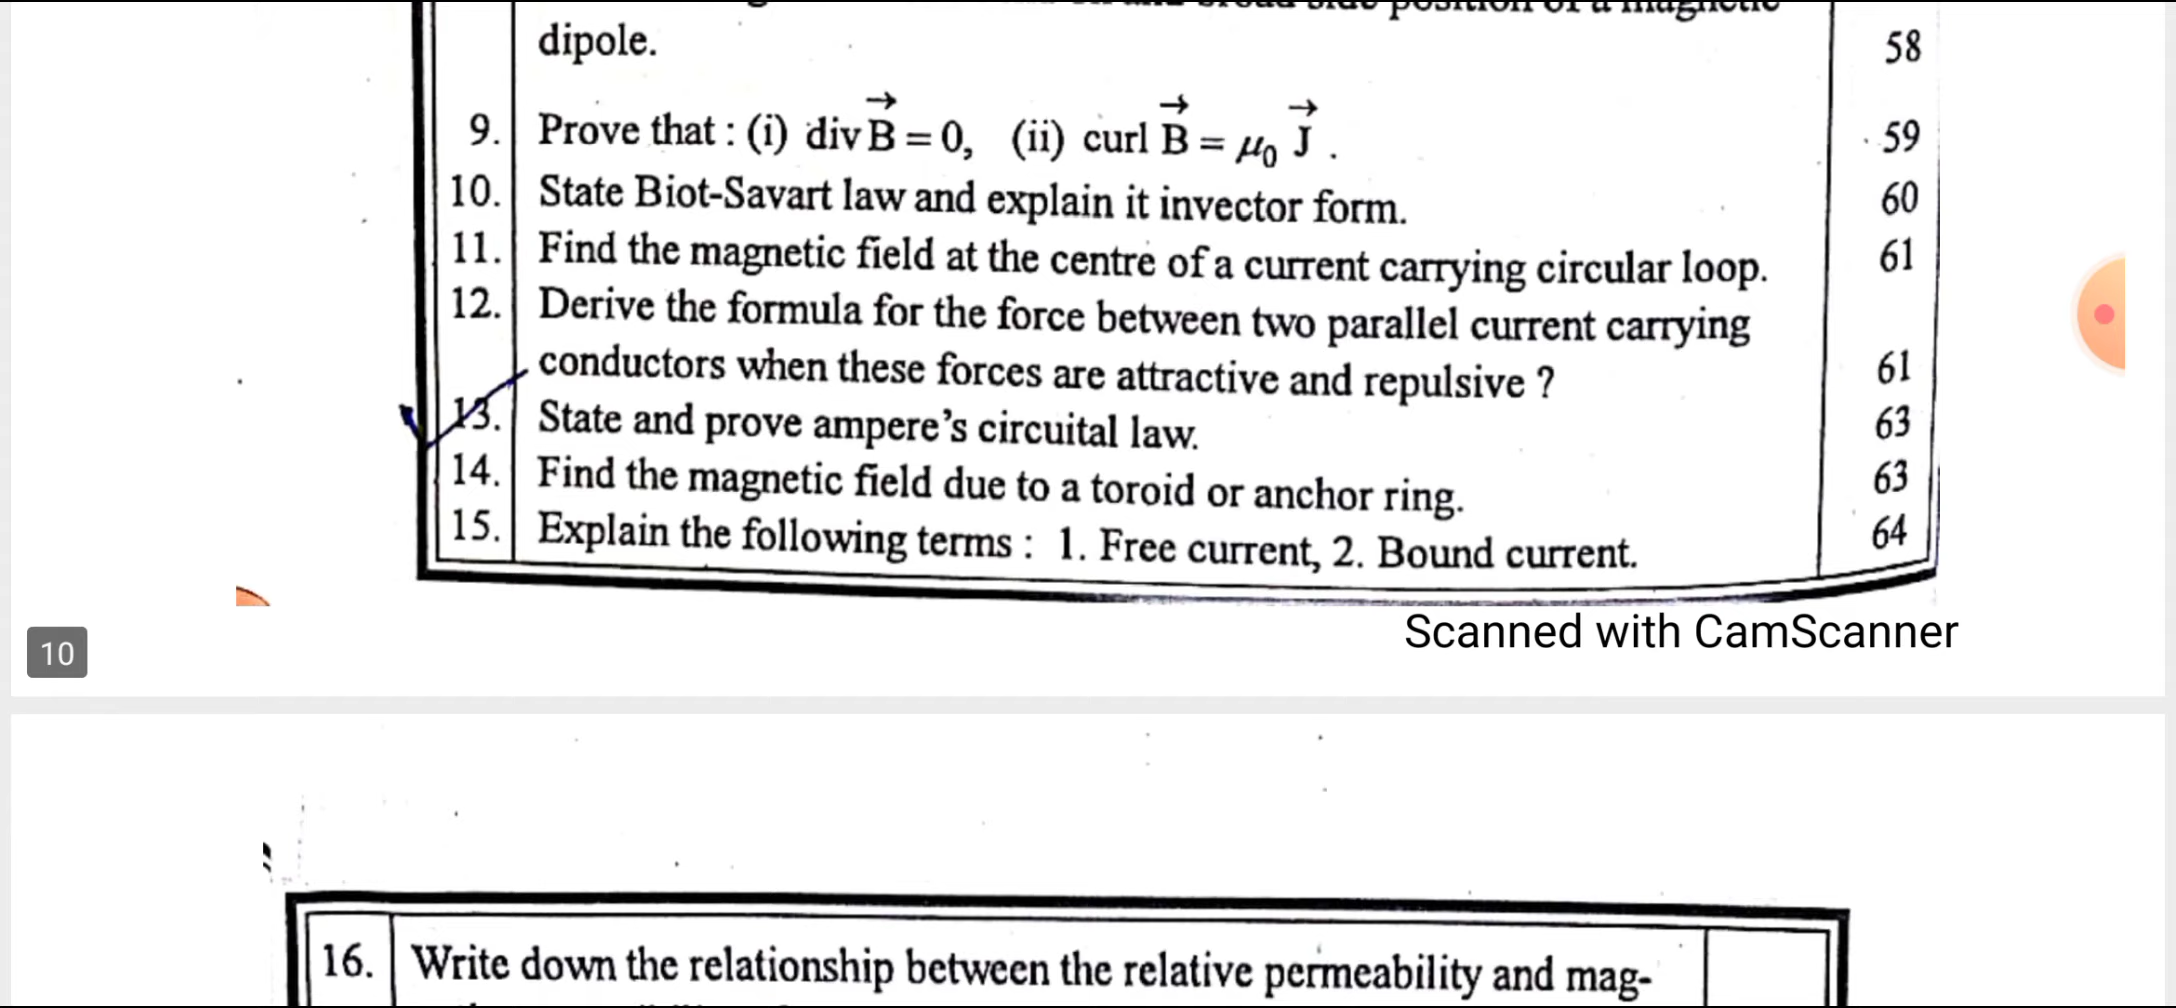 position of a magnetic
dipole. 58
9. Prove that : (i) div B⃗ = 0, (ii) curl B⃗ = μ₀ J⃗ . 59
10. State Biot-Savart law and explain it invector form. 60
11. Find the magnetic field at the centre of a current carrying circular loop. 61
12. Derive the formula for the force between two parallel current carrying
conductors when these forces are attractive and repulsive ? 61
13. State and prove ampere's circuital law. 63
14. Find the magnetic field due to a toroid or anchor ring. 63
15. Explain the following terms : 1. Free current, 2. Bound current. 64
Scanned with CamScanner
10
16. Write down the relationship between the relative permeability and mag-